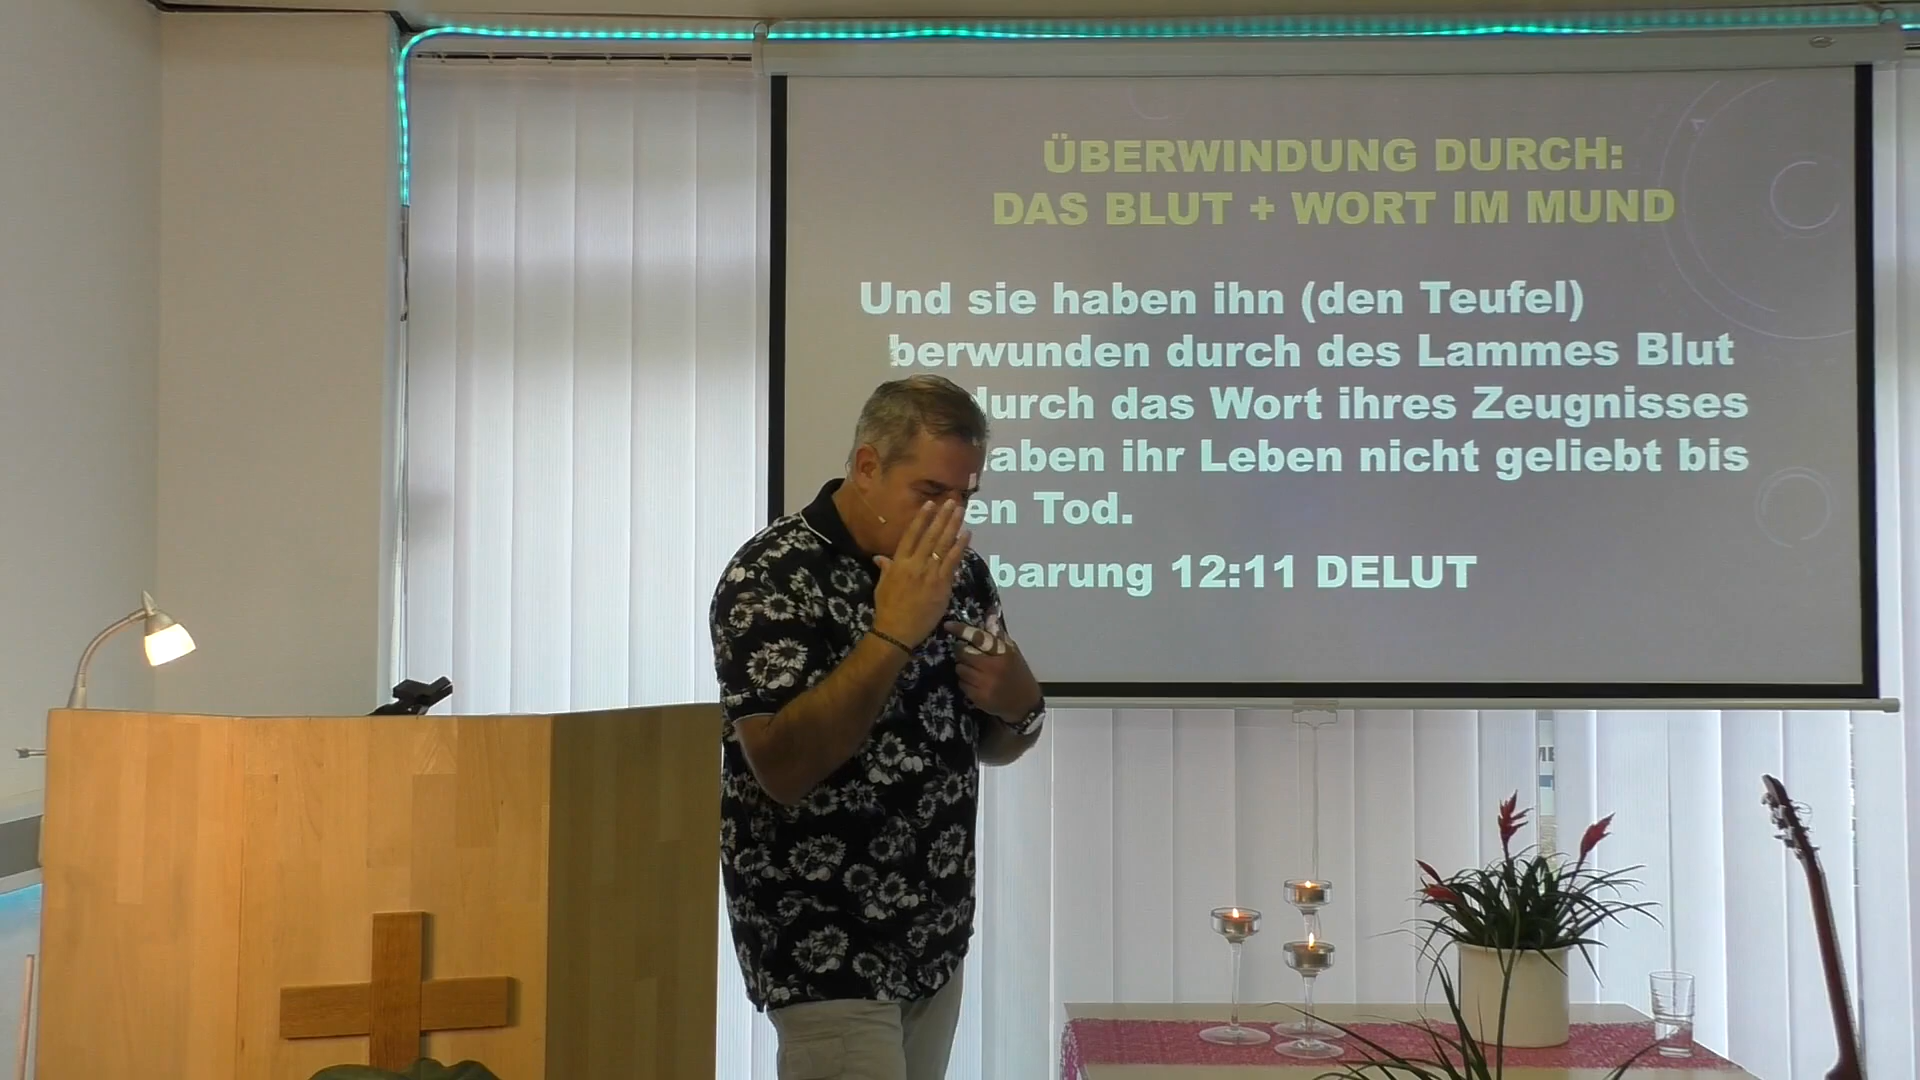 ÜBERWINDUNG DURCH:
DAS BLUT + WORT IM MUND
Und sie haben ihn (den Teufel)
berwunden durch des Lammes Blut
durch das Wort ihres Zeugnisses
aben ihr Leben nicht geliebt bis
en Tod.
barung 12:11 DELUT